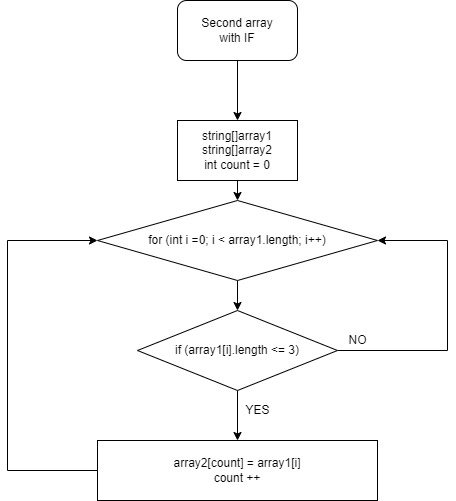 Second array
with IF
string[]array1
string[]array2
int count = 0
for (int i =0; i < array1.length; i++)
if (array1[i].length <= 3)
NO
YES
array2[count] = array1[i]
count ++